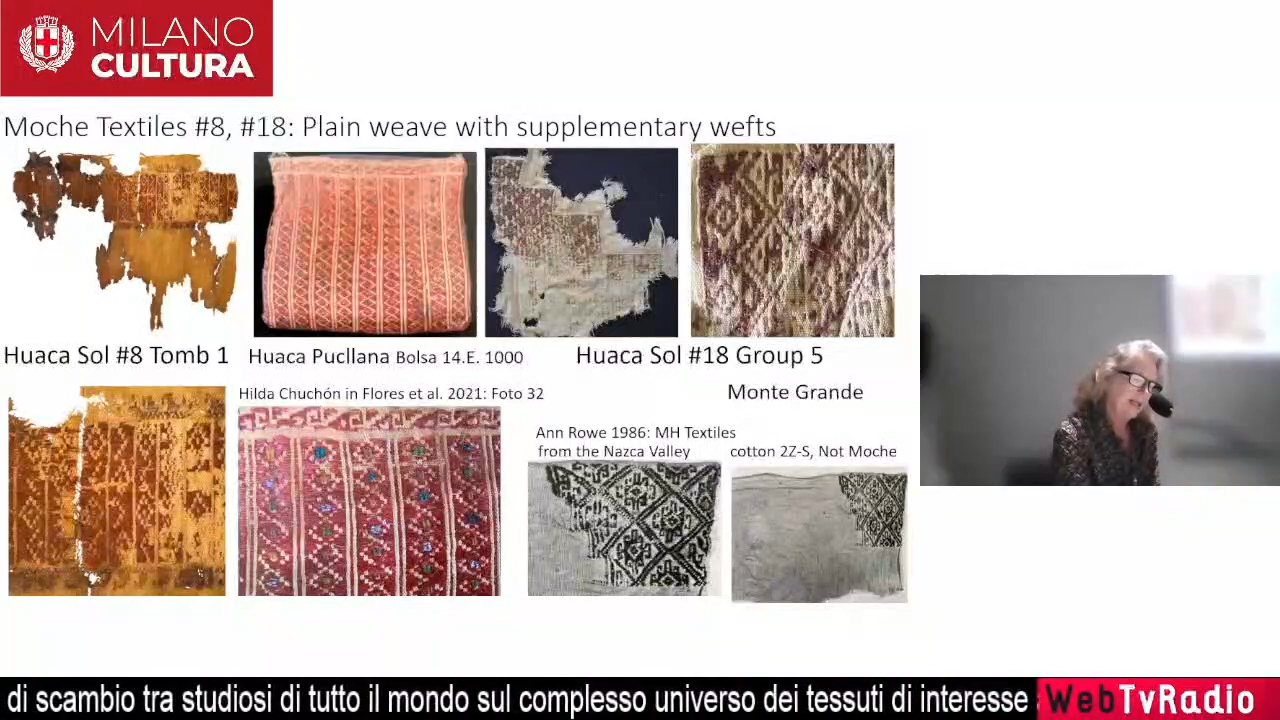 MILANO
CULTURA
Moche Textiles #8, #18: Plain weave with supplementary wefts
Huaca Sol #8 Tomb 1
Huaca Pucllana Bolsa 14.E. 1000
Huaca Sol #18 Group 5
Hilda Chuchón in Flores et al. 2021: Foto 32
Monte Grande
Ann Rowe 1986: MH Textiles
from the Nazca Valley
cotton 2Z-S, Not Moche
di scambio tra studiosi di tutto il mondo sul complesso universo dei tessuti di interesse
WebTvRadio